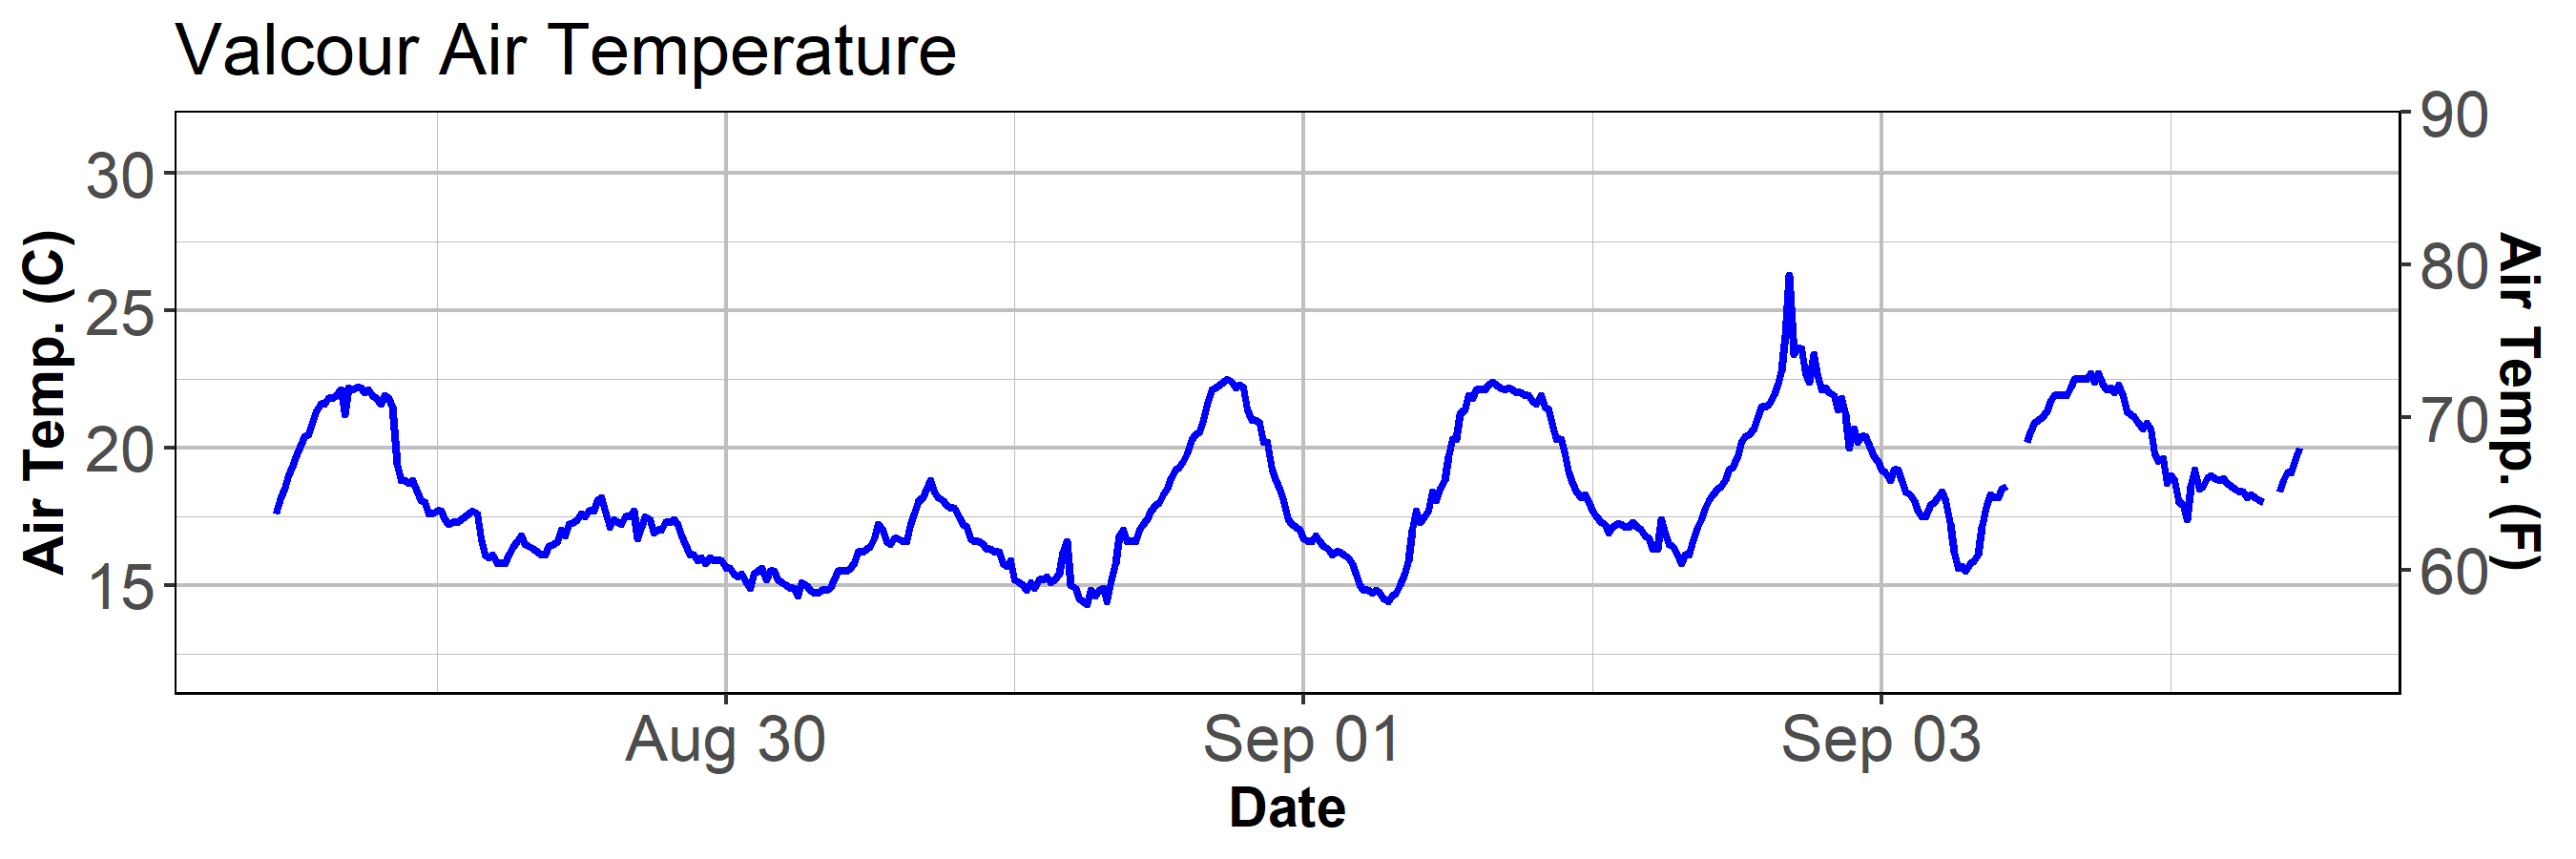 Valcour Air Temperature
Air Temp. (C)
30
25
20
15
90
80
70
60
Air Temp. (F)
Aug 30
Sep 01
Sep 03
Date